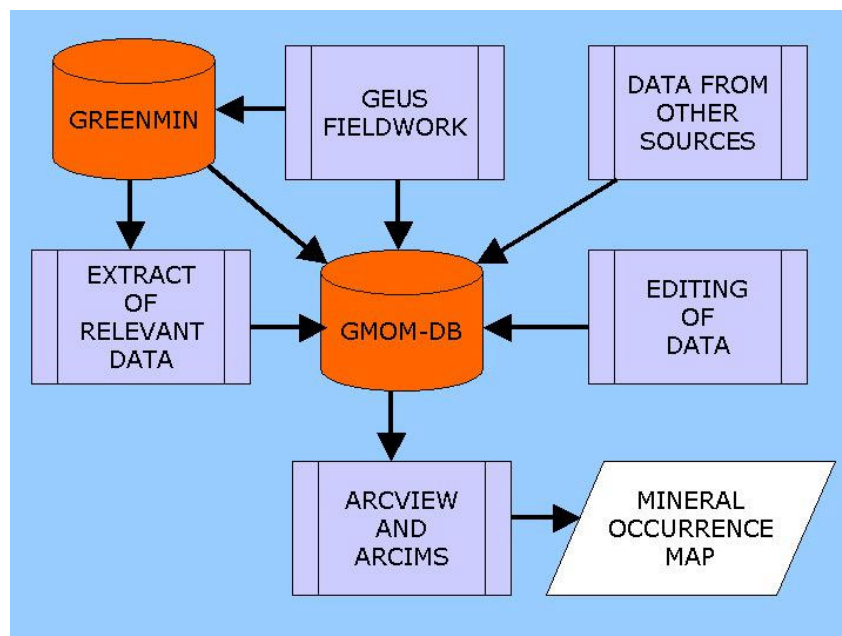 GREENMIN
GEUS
FIELDWORK
DATA FROM
OTHER
SOURCES
EXTRACT
OF
RELEVANT
DATA
GMOM-DB
EDITING
OF
DATA
ARCVIEW
AND
ARCIMS
MINERAL
OCCURRENCE
MAP